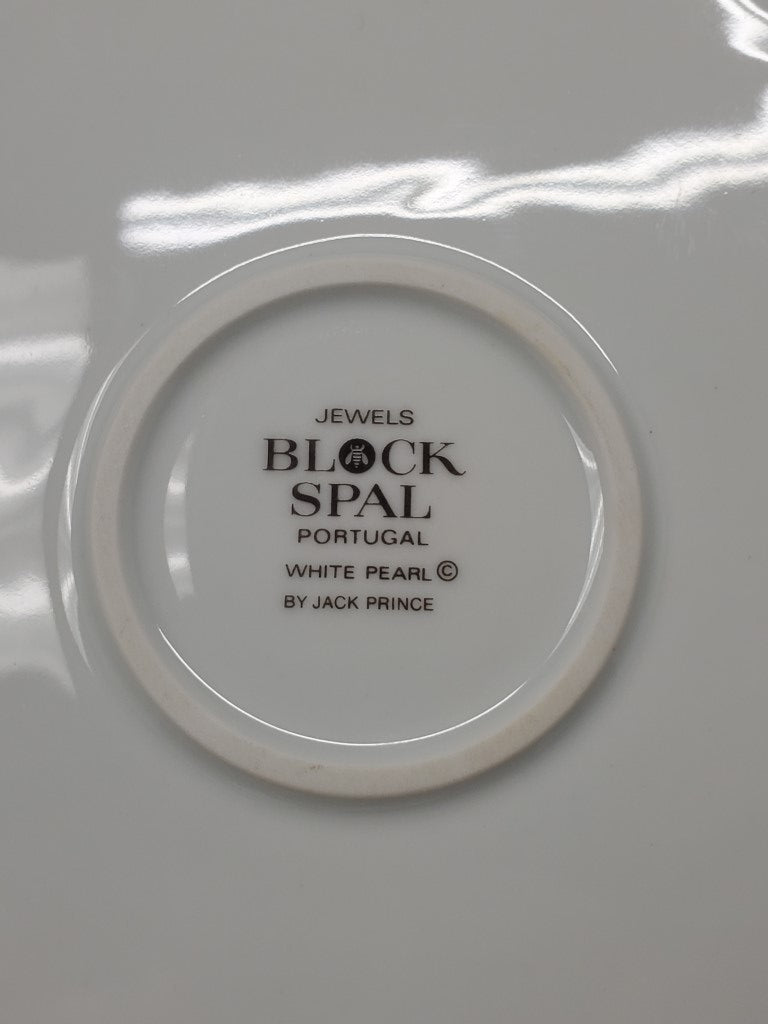 JEWELS
BLOCK
SPAL
PORTUGAL
WHITE PEARL ©
BY JACK PRINCE